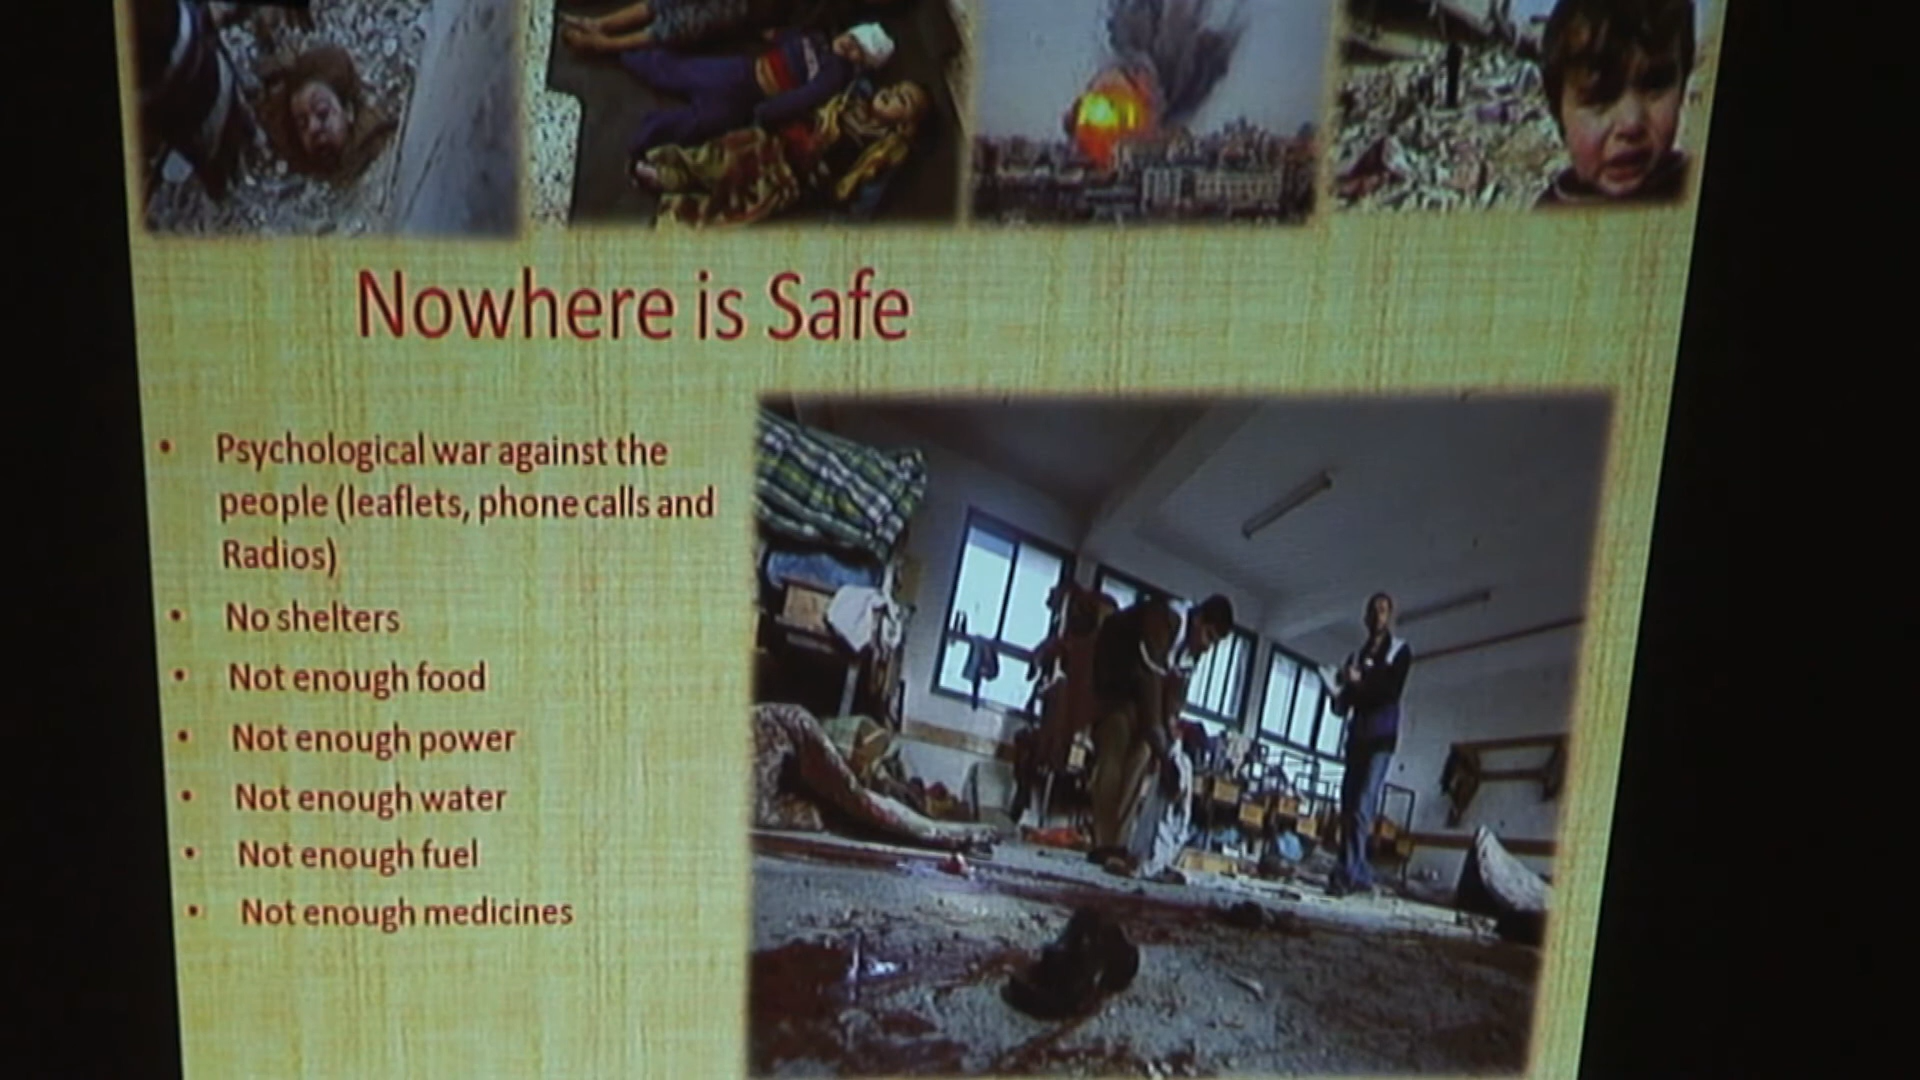 Nowhere is Safe
• Psychological war against the
people (leaflets, phone calls and
Radios)
• No shelters
• Not enough food
• Not enough power
• Not enough water
• Not enough fuel
• Not enough medicines